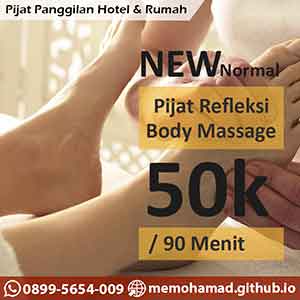 Pijat Panggilan Hotel & Rumah
NEW Normal
Pijat Refleksi
Body Massage
50k
/ 90 Menit
0899-5654-009 memohamad.github.io